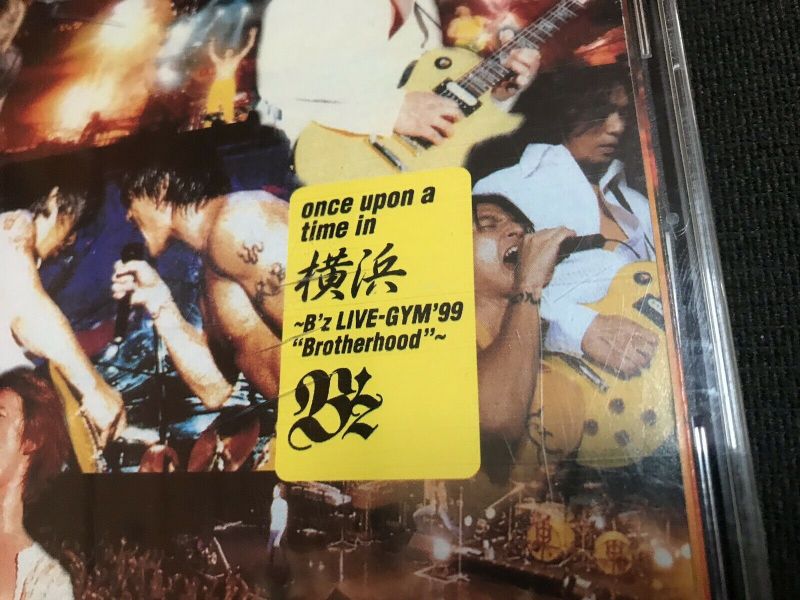 once upon a
time in
横浜
~B'z LIVE-GYM'99
"Brotherhood"~
B'z